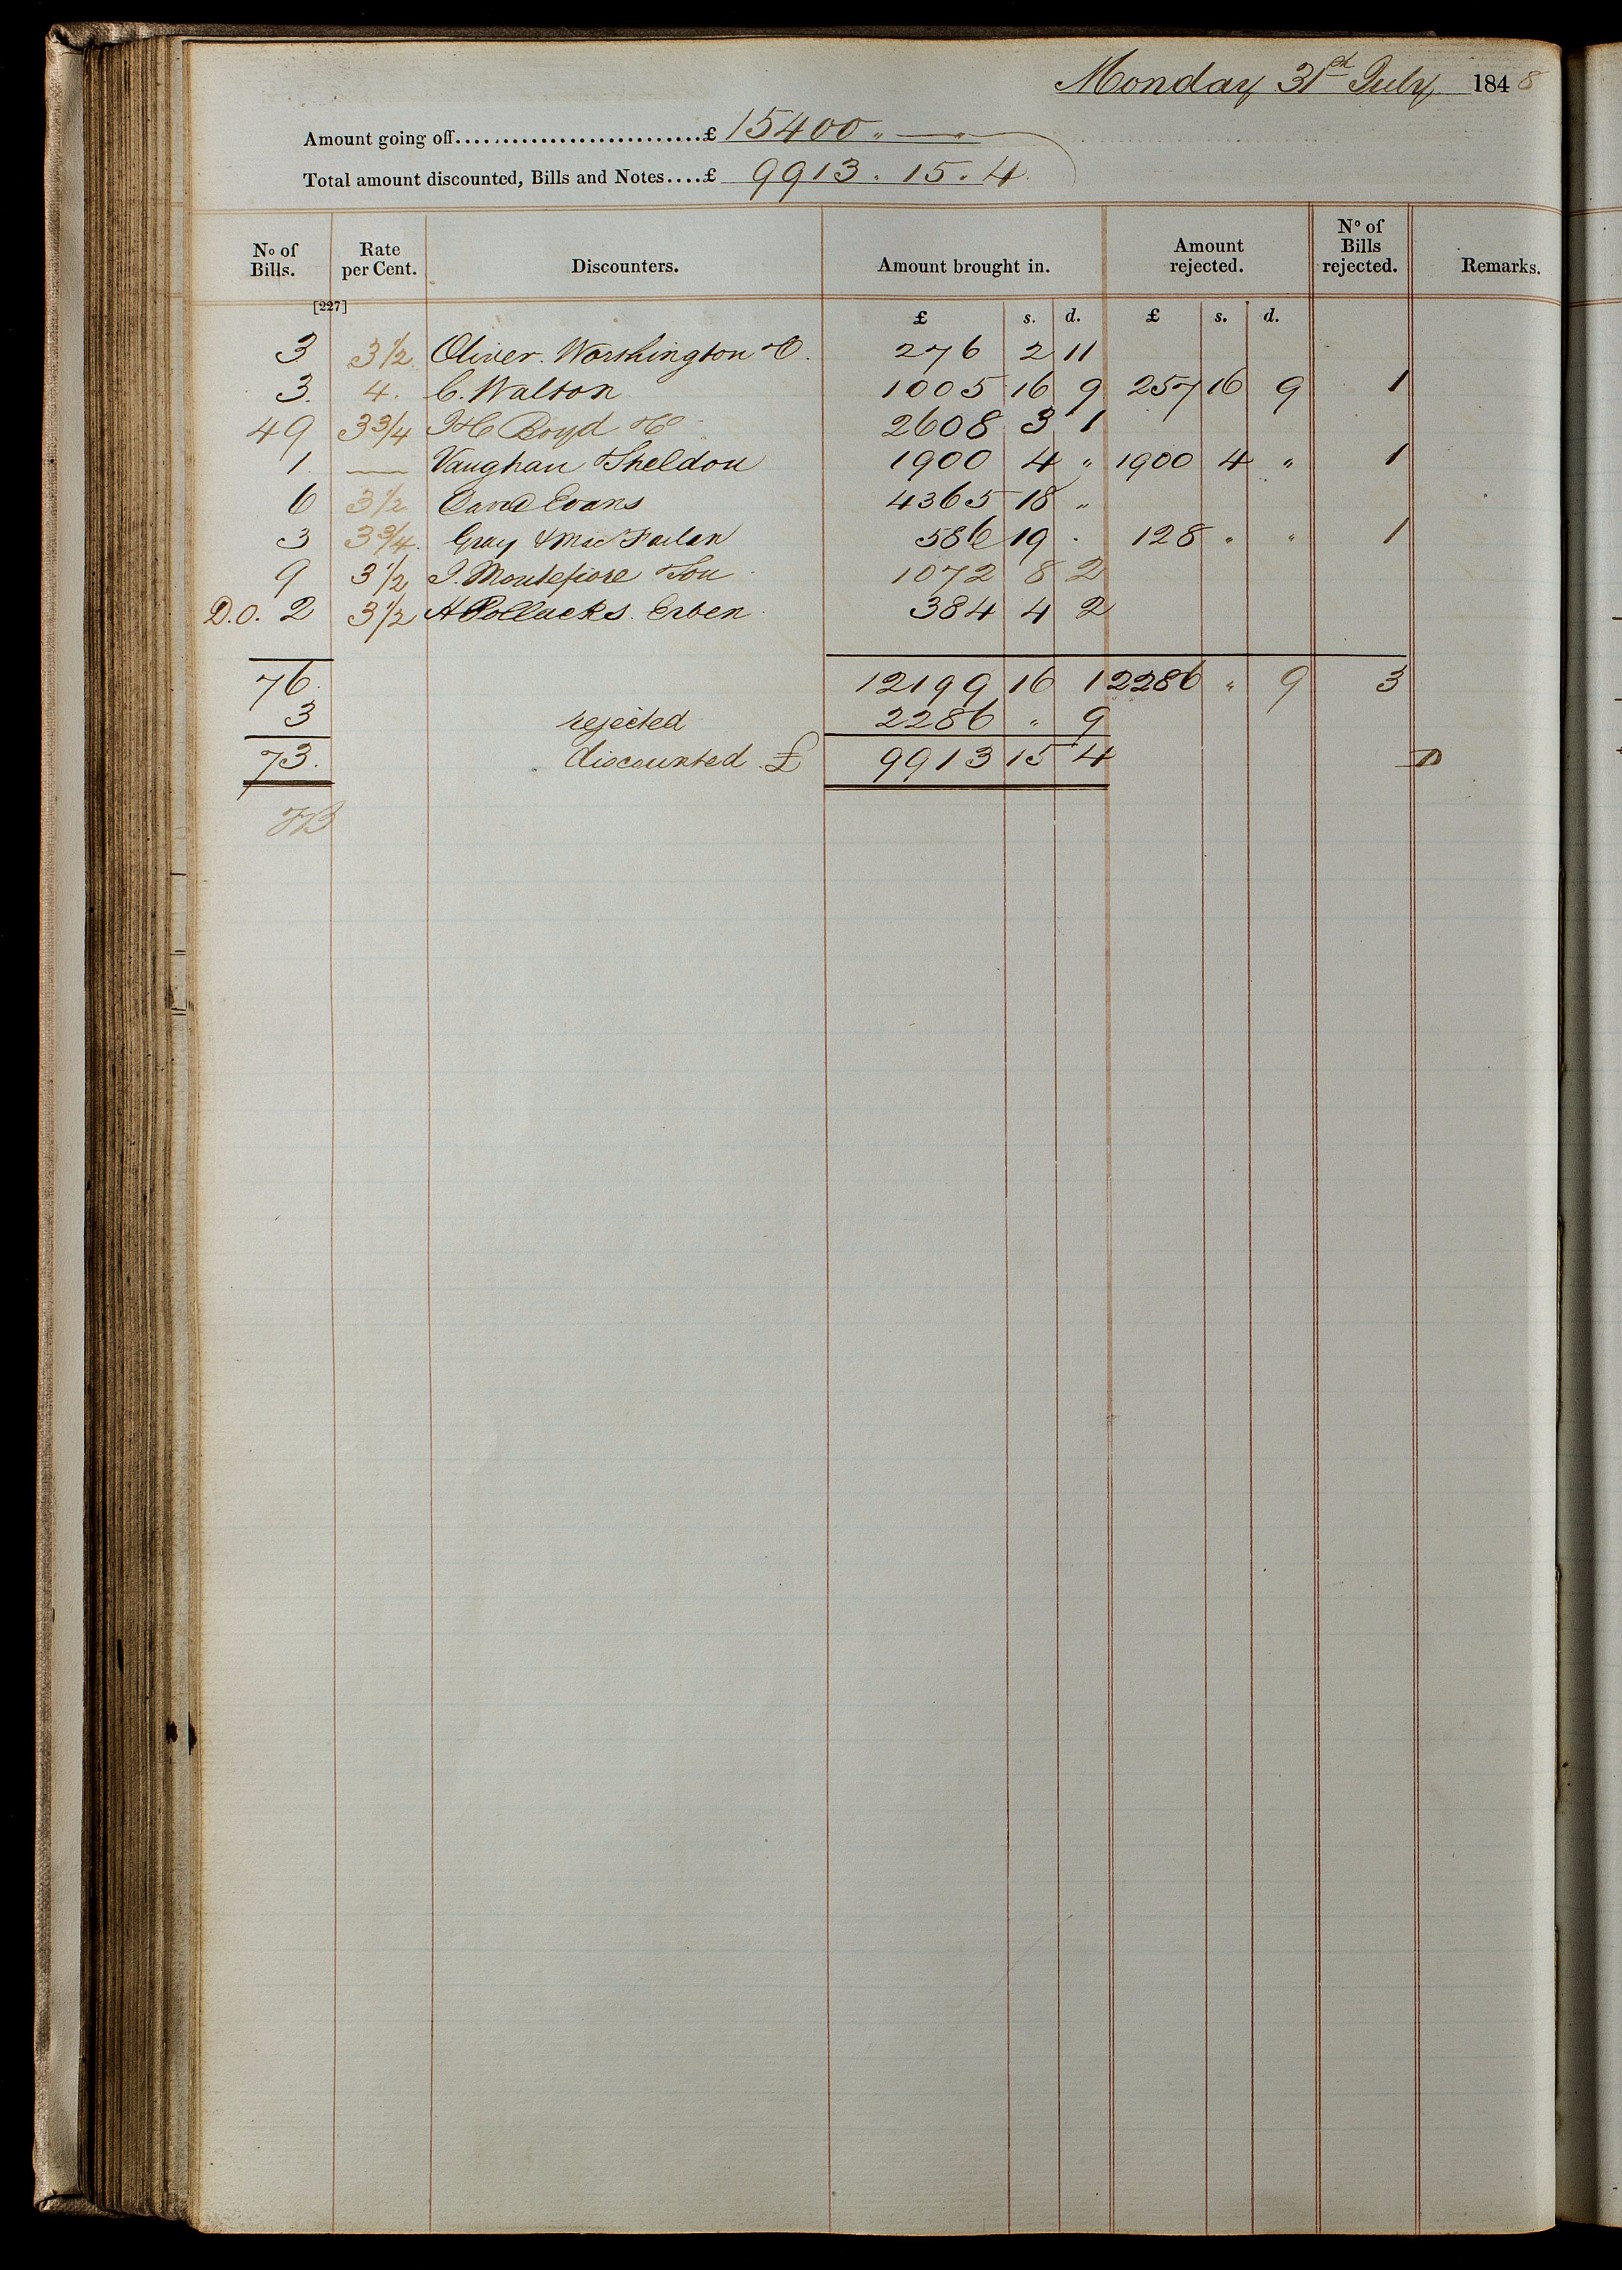 Monday 31st July 1848
Amount going off..........................£ 15400 " — " —
Total amount discounted, Bills and Notes....£ 9913 . 15 . 4
No of Bills. Rate per Cent. Discounters. Amount brought in. Amount rejected. No of Bills rejected. Remarks.
[227]
£ s. d. £ s. d.
3 3½ Oliver. Worshington & Co. 276 2 11
3. 4. C. Walton 1005 16 9 257 16 9 1
49 3¾ Boyd & Co 2608 3 1
1. — Vaughan & Sheldon 1900 4 " 1900 4 " 1
6 3½ David Evans 4365 18 "
3 3¾. Gray & MacFarlan 586 19 . 128 " " 1
9 3½ J. Montefiore & Son 1072 8 2
D.O. 2 3½ H Pollacks. Erben 384 4 2
76. 12199 16 1 2286 " 9 3
3 rejected 2286 " 9
73. discounted £ 9913 15 4